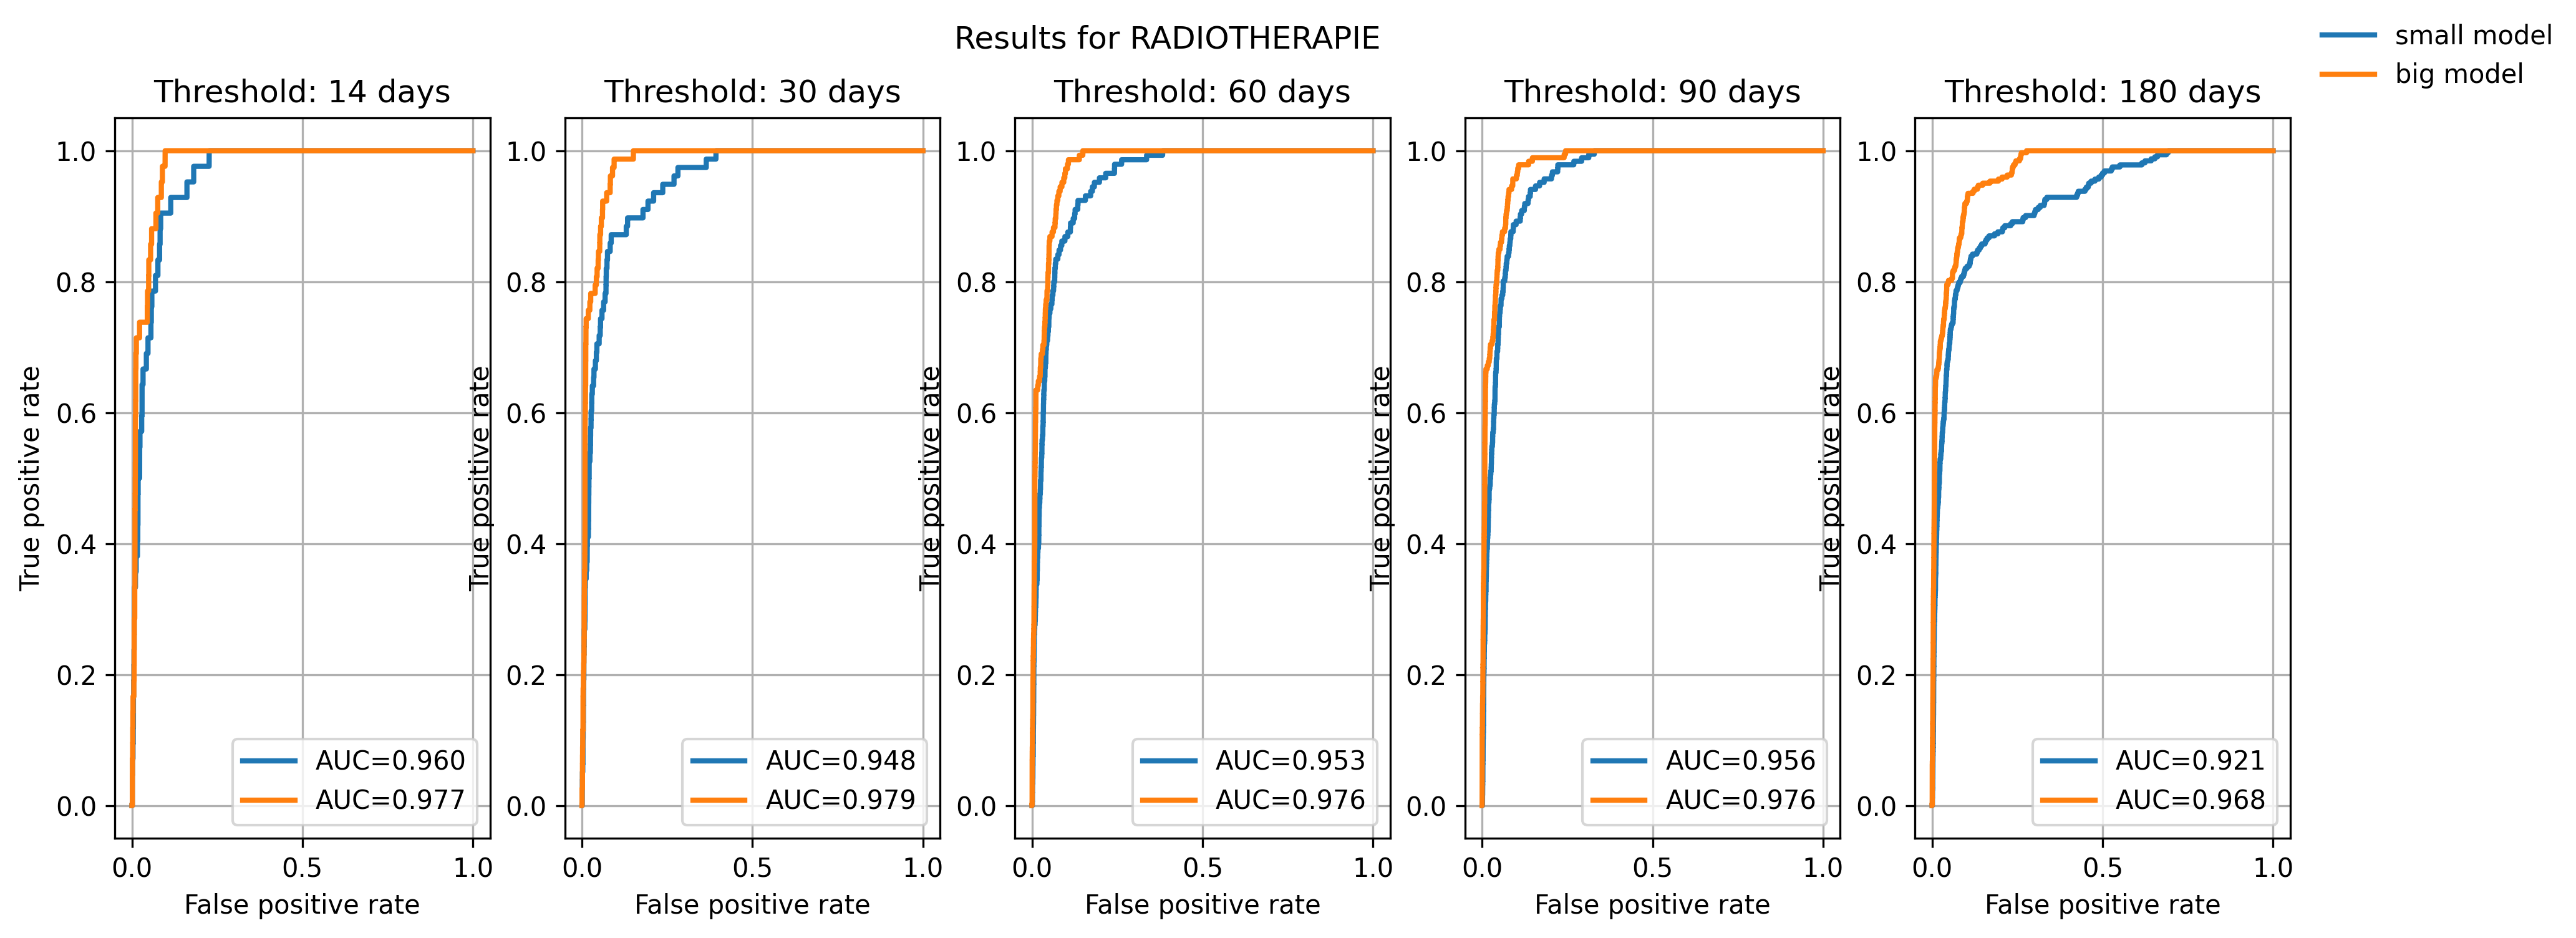 Results for RADIOTHERAPIE
small model
big model
Threshold: 14 days
True positive rate
1.0
0.8
0.6
0.4
0.2
0.0
AUC=0.960
AUC=0.977
0.0 0.5 1.0
False positive rate
Threshold: 30 days
True positive rate
1.0
0.8
0.6
0.4
0.2
0.0
AUC=0.948
AUC=0.979
0.0 0.5 1.0
False positive rate
Threshold: 60 days
True positive rate
1.0
0.8
0.6
0.4
0.2
0.0
AUC=0.953
AUC=0.976
0.0 0.5 1.0
False positive rate
Threshold: 90 days
True positive rate
1.0
0.8
0.6
0.4
0.2
0.0
AUC=0.956
AUC=0.976
0.0 0.5 1.0
False positive rate
Threshold: 180 days
True positive rate
1.0
0.8
0.6
0.4
0.2
0.0
AUC=0.921
AUC=0.968
0.0 0.5 1.0
False positive rate